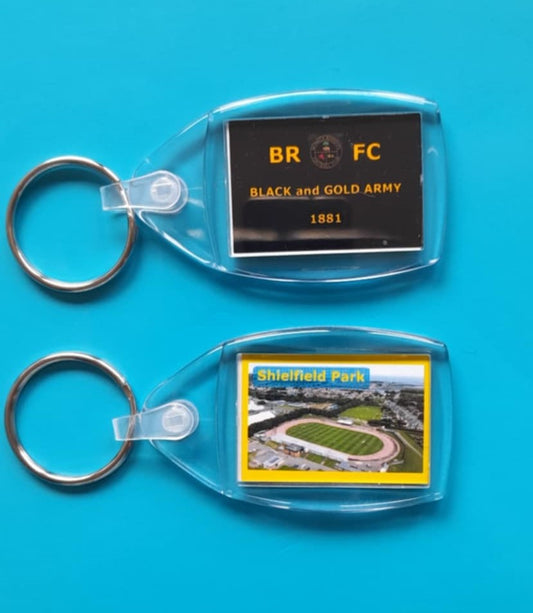 BR FC
BLACK and GOLD ARMY
1881
Shielfield Park